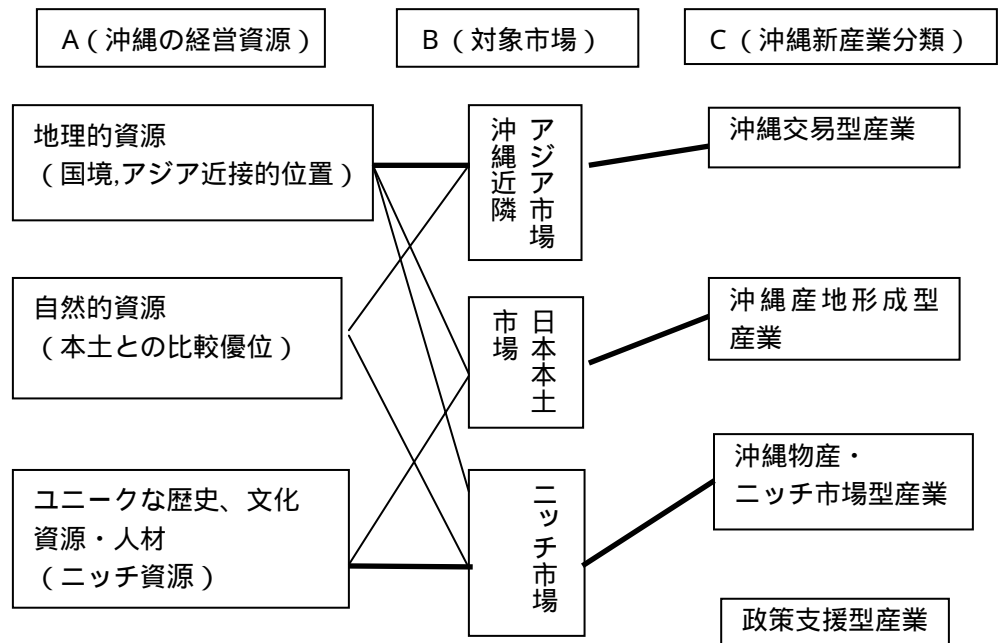 A(沖縄の経営資源)
B(対象市場)
C(沖縄新産業分類)
地理的資源
(国境,アジア近接的位置)
アジア市場
沖縄近隣
沖縄交易型産業
自然的資源
(本土との比較優位)
日本本土
市場
沖縄産地形成型
産業
ユニークな歴史、文化
資源・人材
(ニッチ資源)
ニッチ市場
沖縄物産・
ニッチ市場型産業
政策支援型産業